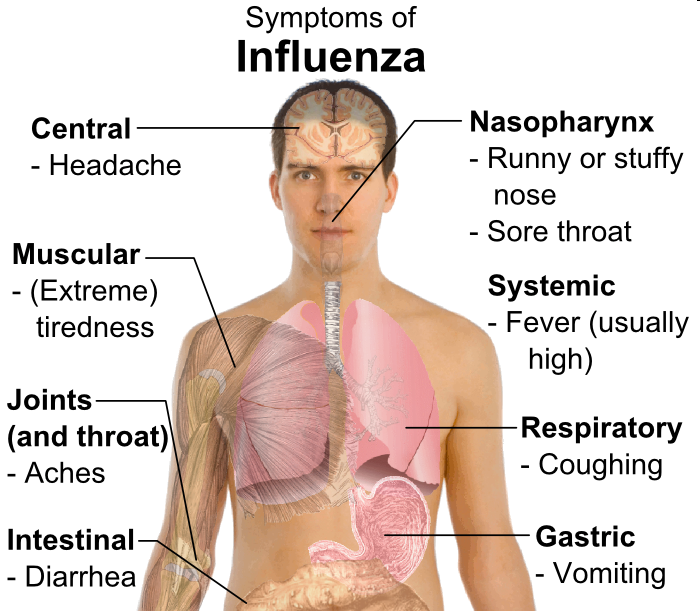 Symptoms of
Influenza
Central
- Headache
Nasopharynx
- Runny or stuffy
nose
- Sore throat
Muscular
- (Extreme)
tiredness
Systemic
- Fever (usually
high)
Joints
(and throat)
- Aches
Respiratory
- Coughing
Intestinal
- Diarrhea
Gastric
- Vomiting